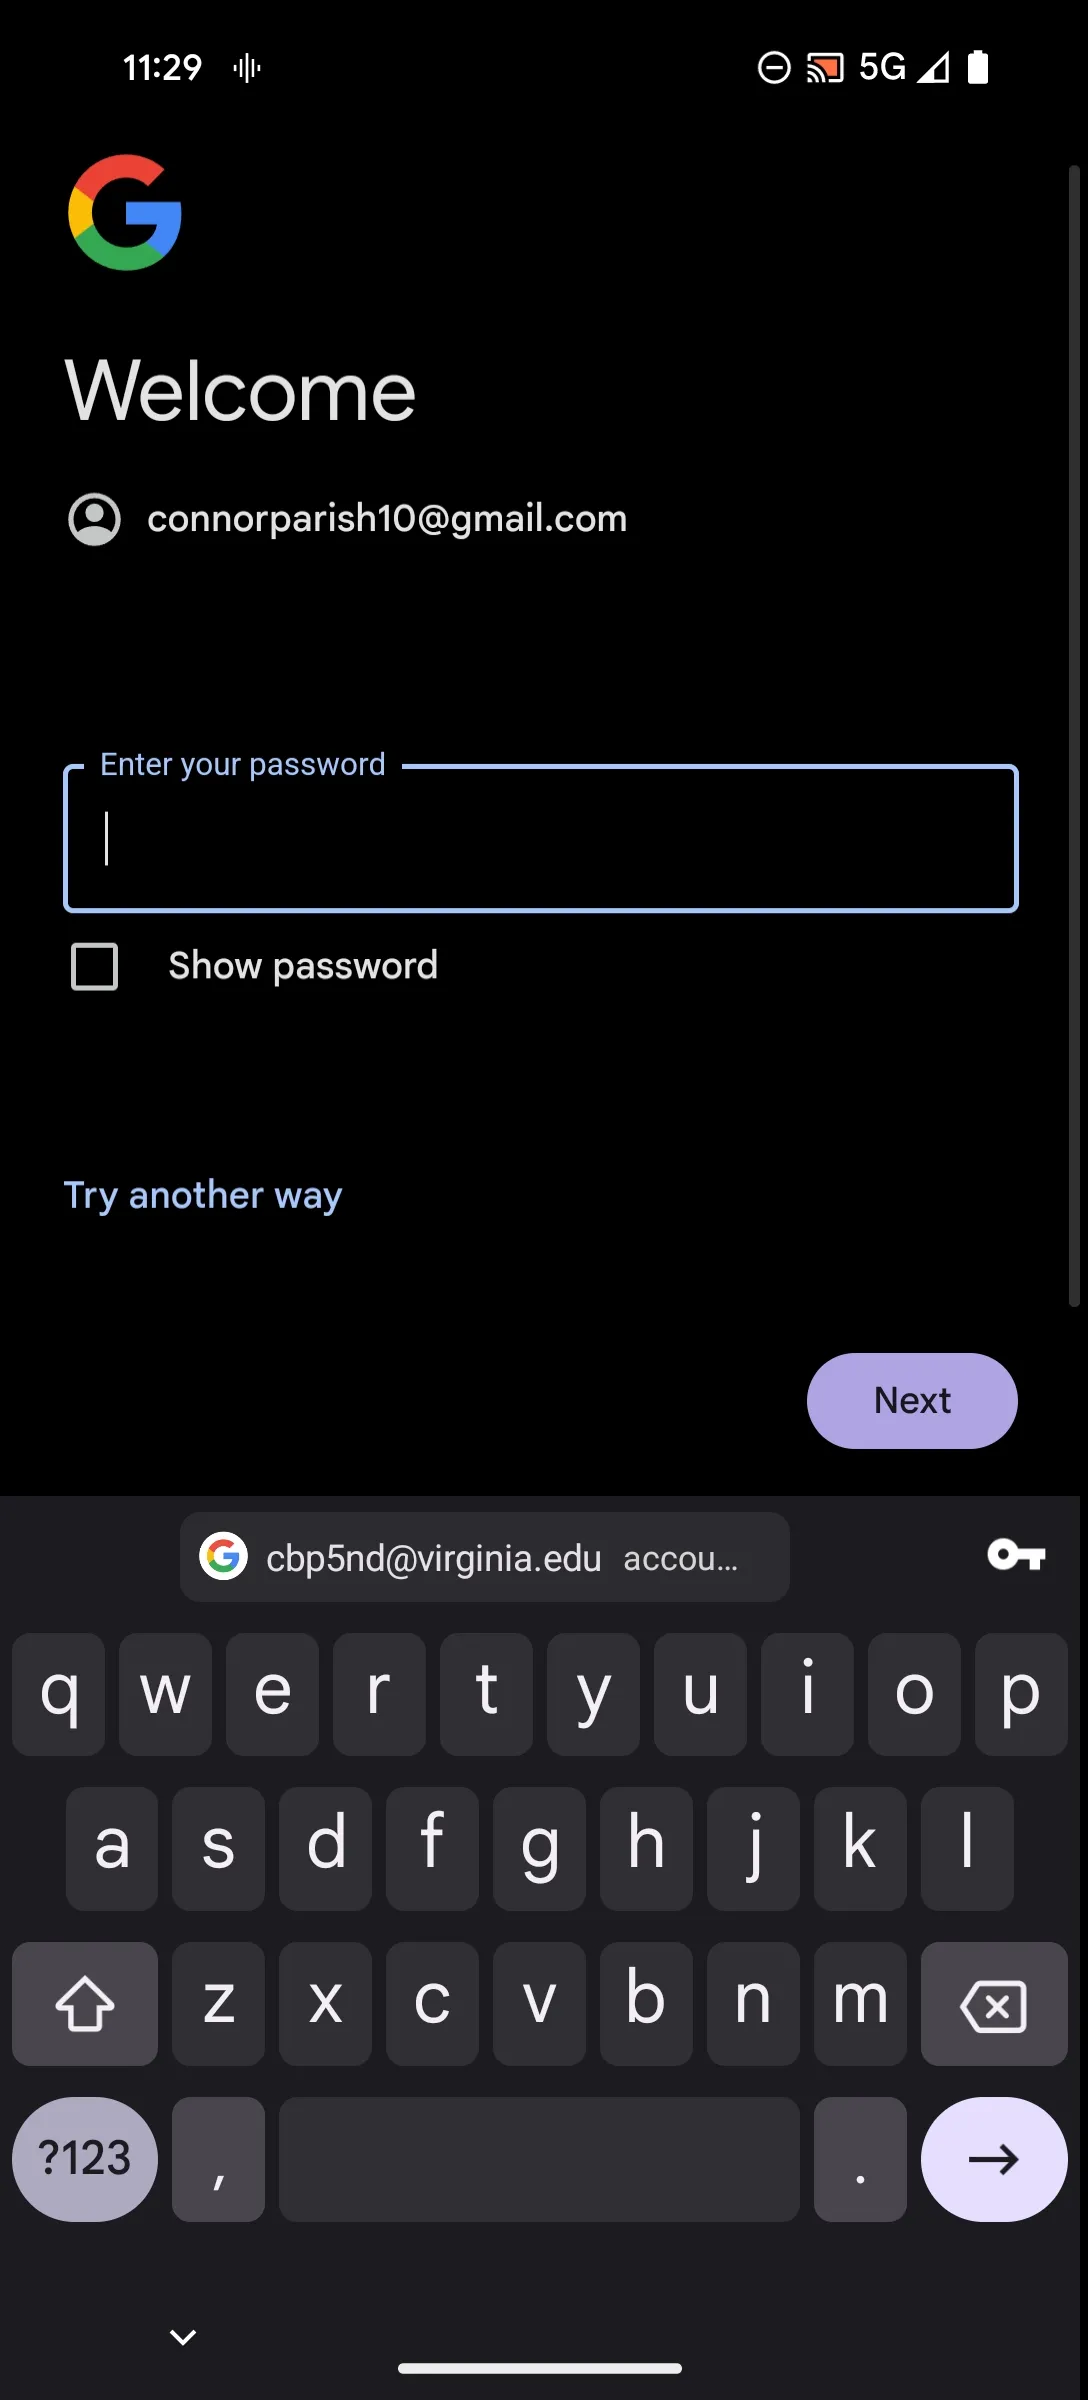 11:29 5G
Welcome
connorparish10@gmail.com
Enter your password
Show password
Try another way
Next
cbp5nd@virginia.edu accou...
q w e r t y u i o p
a s d f g h j k l
z x c v b n m
?123 , .